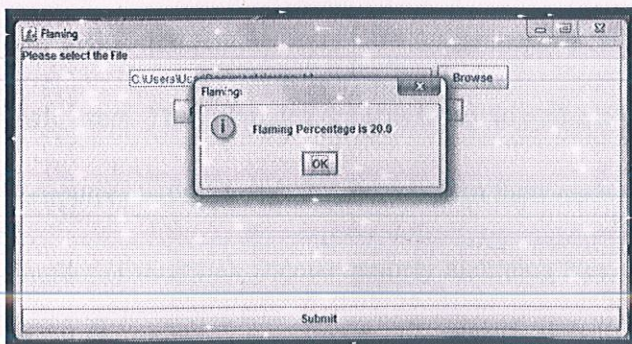 Flaming
Please select the File
Browse
Flaming:
Flaming Percentage is 20.0
OK
Submit